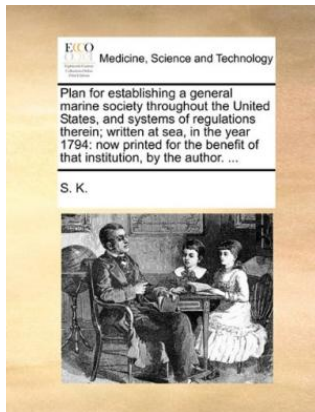 ECCO
Medicine, Science and Technology
Plan for establishing a general
marine society throughout the United
States, and systems of regulations
therein; written at sea, in the year
1794: now printed for the benefit of
that institution, by the author. ...
S. K.